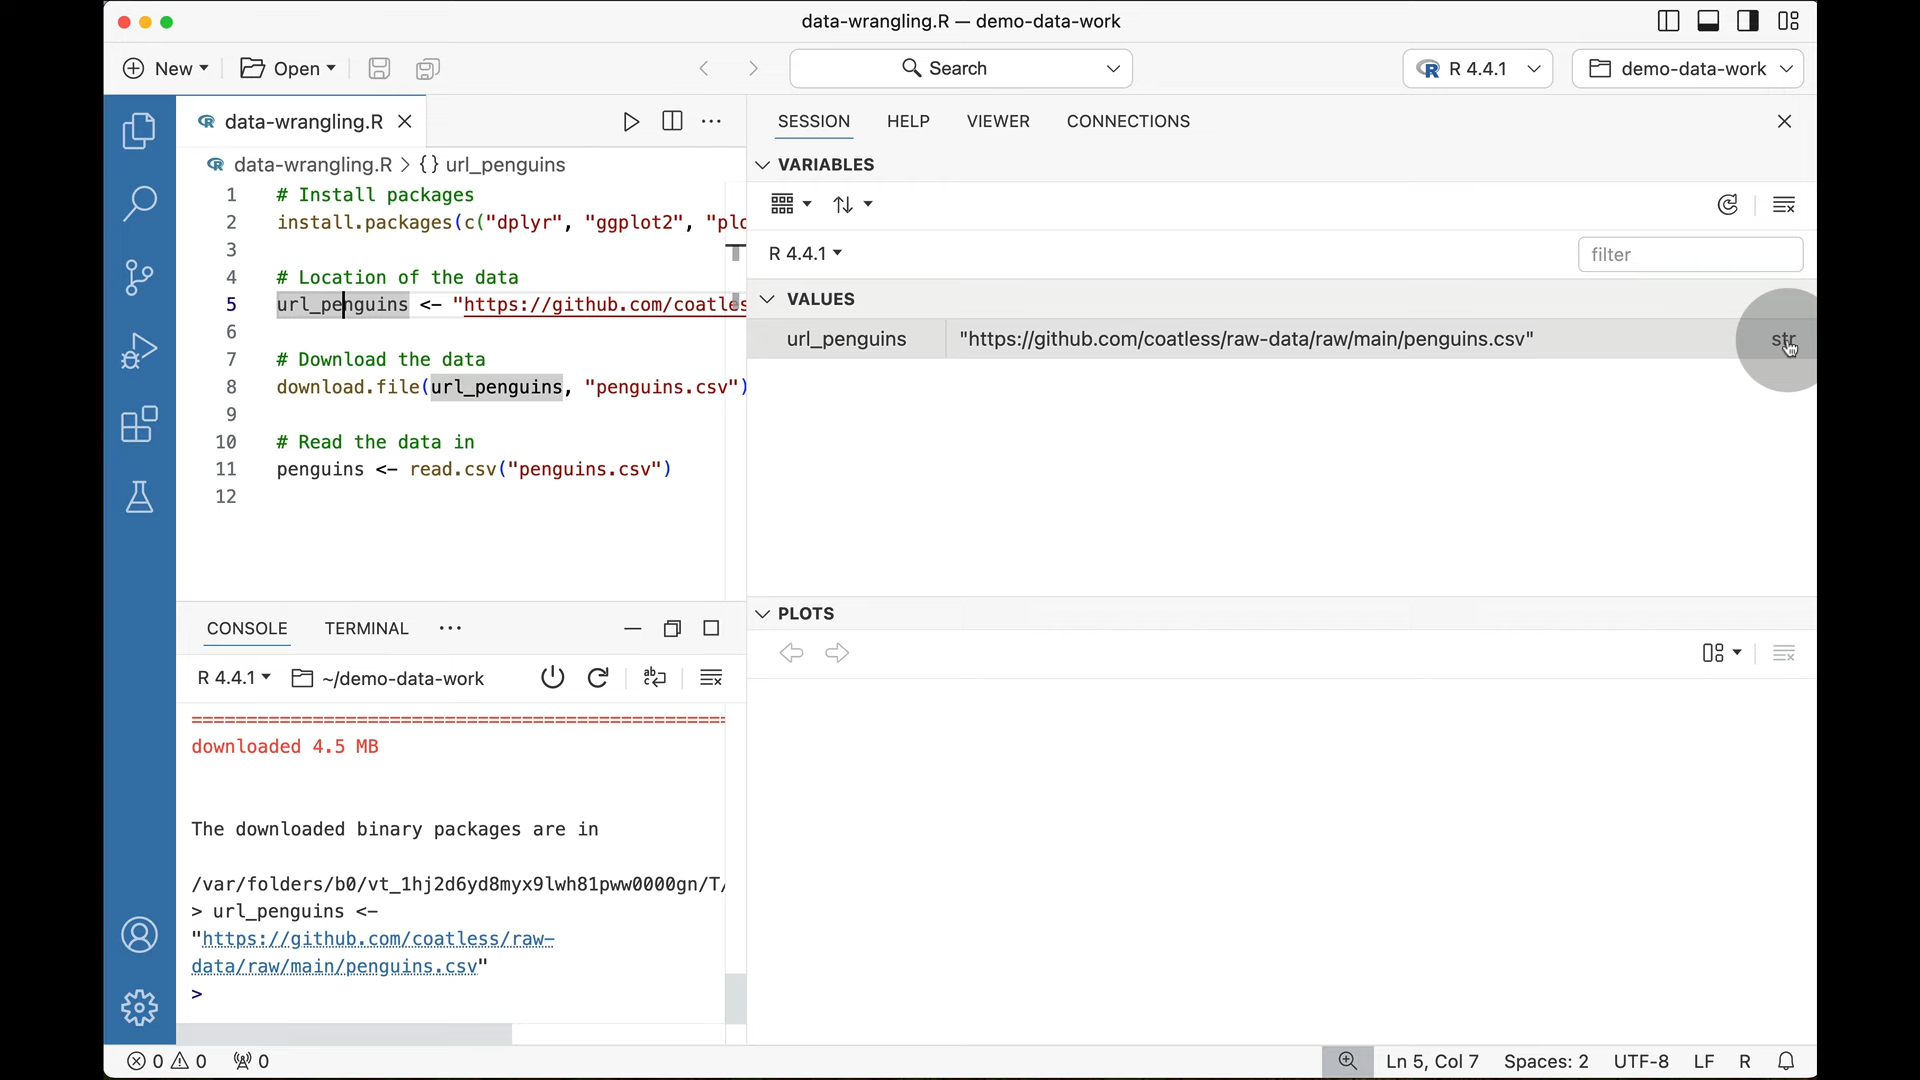 data-wrangling.R — demo-data-work
New
Open
Search
R 4.4.1
demo-data-work
data-wrangling.R
SESSION HELP VIEWER CONNECTIONS
data-wrangling.R > {} url_penguins
1 # Install packages
2 install.packages(c("dplyr", "ggplot2", "plo
3
4 # Location of the data
5 url_penguins <- "https://github.com/coatles
6
7 # Download the data
8 download.file(url_penguins, "penguins.csv")
9
10 # Read the data in
11 penguins <- read.csv("penguins.csv")
12
VARIABLES
R 4.4.1
filter
VALUES
url_penguins "https://github.com/coatless/raw-data/raw/main/penguins.csv" str
PLOTS
CONSOLE TERMINAL
R 4.4.1 ~/demo-data-work
downloaded 4.5 MB
The downloaded binary packages are in
/var/folders/b0/vt_1hj2d6yd8myx9lwh81pww0000gn/T/
> url_penguins <-
"https://github.com/coatless/raw-
data/raw/main/penguins.csv"
>
0 0 0
Ln 5, Col 7 Spaces: 2 UTF-8 LF R